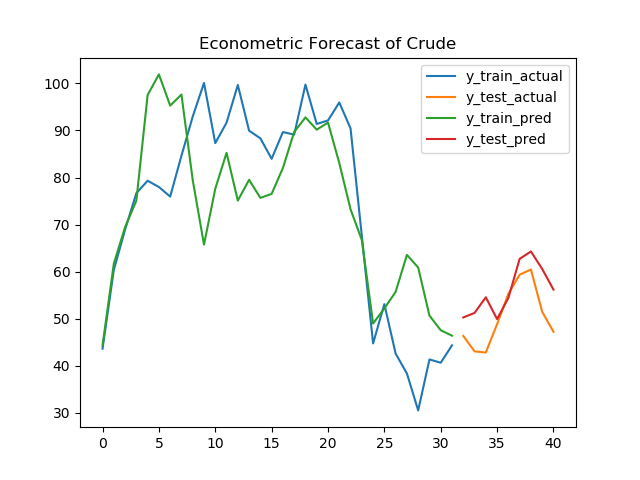 Econometric Forecast of Crude
y_train_actual
y_test_actual
y_train_pred
y_test_pred
100
90
80
70
60
50
40
30
0 5 10 15 20 25 30 35 40